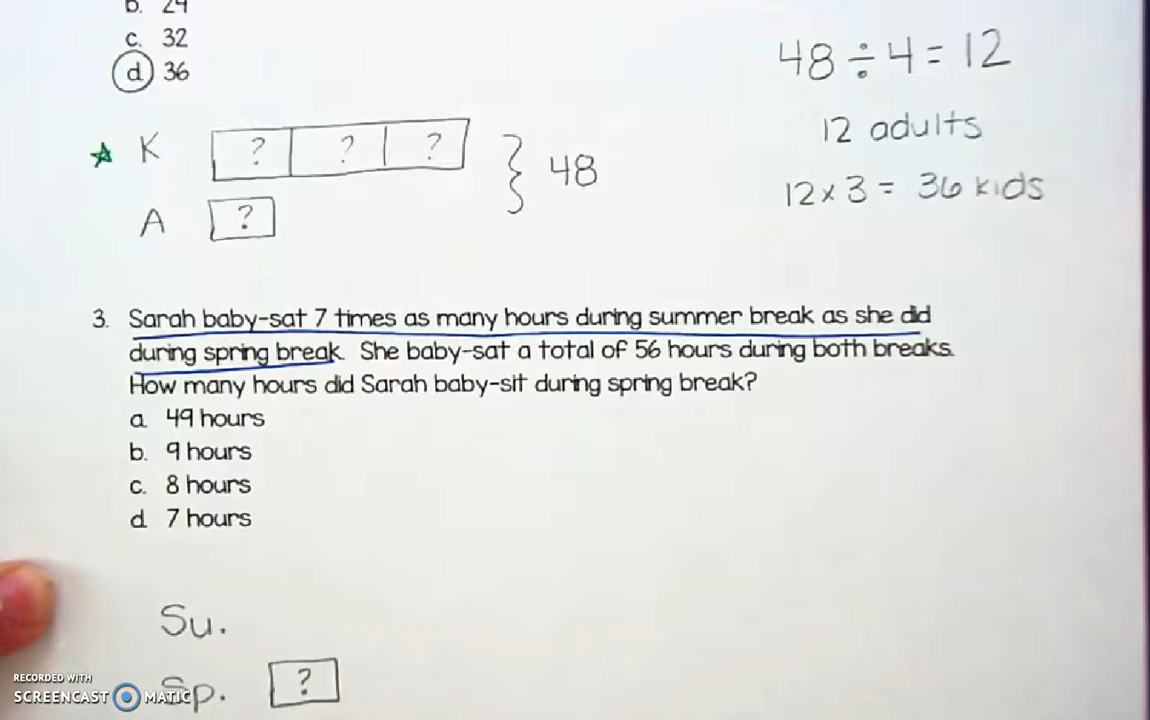 b. 24
c. 32
d 36
48 ÷ 4 = 12
12 adults
12 x 3 = 36 kids
K ? ? ? } 48
A ?
3. Sarah baby-sat 7 times as many hours during summer break as she did
during spring break. She baby-sat a total of 56 hours during both breaks.
How many hours did Sarah baby-sit during spring break?
a. 49 hours
b. 9 hours
c. 8 hours
d. 7 hours
Su.
Sp. ?
RECORDED WITH
SCREENCAST MATIC